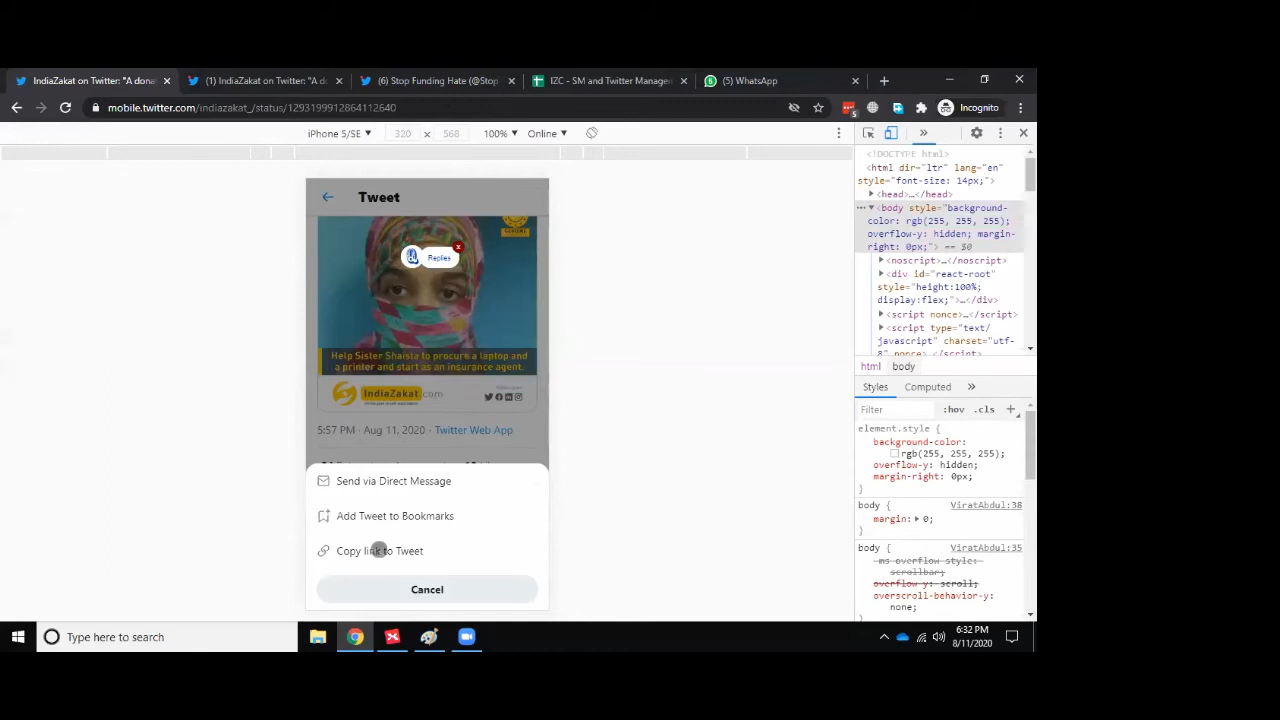 IndiaZakat on Twitter: "A dona
(1) IndiaZakat on Twitter: "A do
(6) Stop Funding Hate (@Stop
IZC - SM and Twitter Manager
(5) WhatsApp
mobile.twitter.com/indiazakat_/status/1293199912864112640
5
Incognito
iPhone 5/SE
320 × 568
100%
Online
Tweet
Replies
x
Help Sister Shaista to procure a laptop and
a printer and start as an insurance agent.
IndiaZakat.com
5:57 PM · Aug 11, 2020 · Twitter Web App
Send via Direct Message
Add Tweet to Bookmarks
Copy link to Tweet
Cancel
<!DOCTYPE html>
<html dir="ltr" lang="en"
style="font-size: 14px;">
<head>…</head>
<body style="background-
color: rgb(255, 255, 255);
overflow-y: hidden; margin-
right: 0px;"> == $0
<noscript>…</noscript>
<div id="react-root"
style="height:100%;
display:flex;">…</div>
<script nonce>…</script>
<script type="text/
javascript" charset="utf-
8" nonce>…</script>
html body
Styles Computed
Filter :hov .cls
element.style {
background-color:
rgb(255, 255, 255);
overflow-y: hidden;
margin-right: 0px;
}
body { ViratAbdul:38
margin: 0;
}
body { ViratAbdul:35
-ms-overflow-style:
scrollbar;
overflow-y: scroll;
overscroll-behavior-y:
none;
Type here to search
6:32 PM
8/11/2020